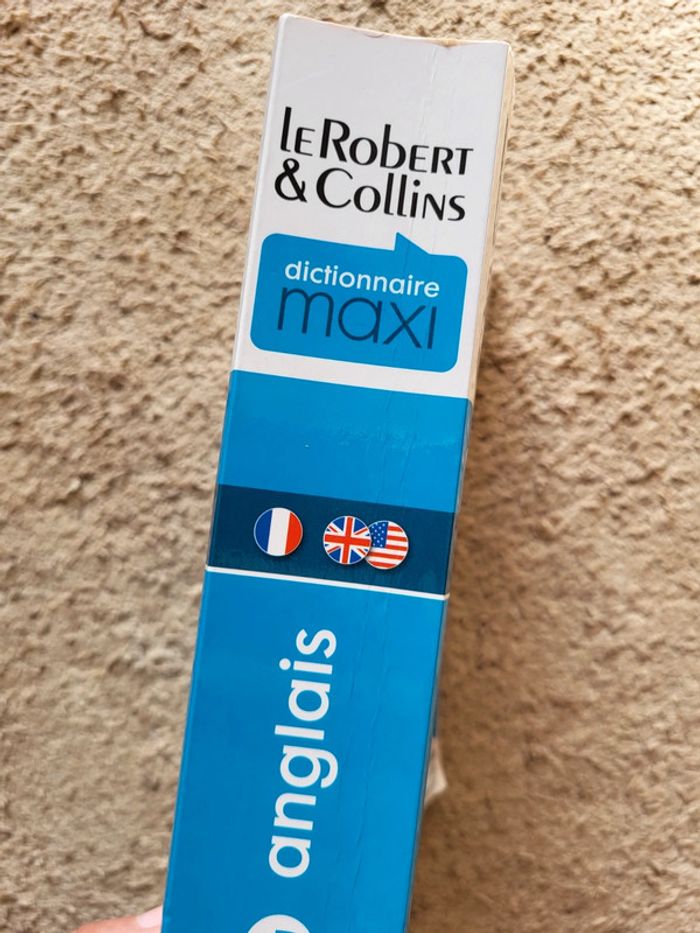 le Robert
& Collins
dictionnaire
maxi
anglais